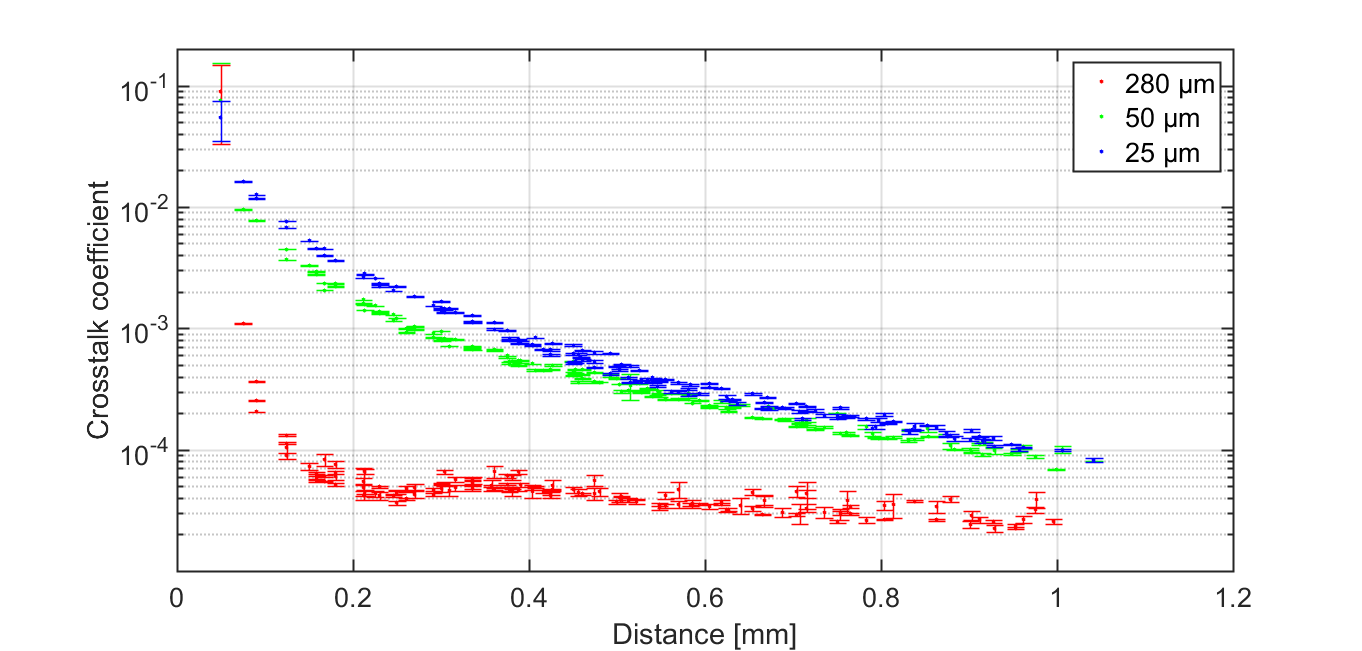 10^-1
10^-2
10^-3
10^-4
Crosstalk coefficient
280 µm
50 µm
25 µm
0 0.2 0.4 0.6 0.8 1 1.2
Distance [mm]